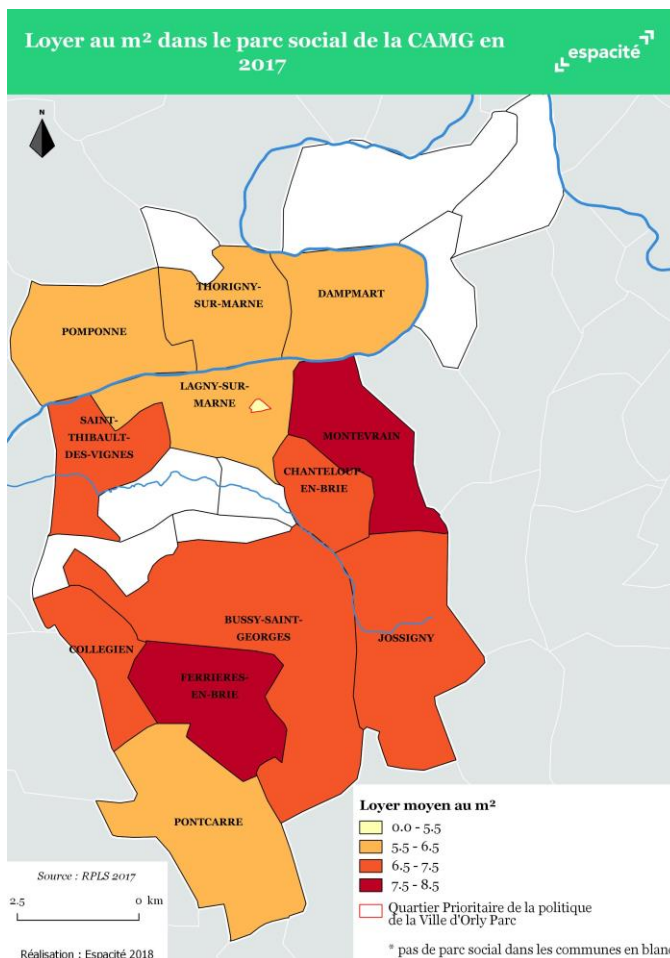 Loyer au m² dans le parc social de la CAMG en
2017
espacité
N
THORIGNY-
SUR-MARNE
DAMPMART
POMPONNE
LAGNY-SUR-
MARNE
SAINT-
THIBAULT-
DES-VIGNES
MONTEVRAIN
CHANTELOUP-
EN-BRIE
BUSSY-SAINT-
GEORGES
JOSSIGNY
COLLEGIEN
FERRIERES-
EN-BRIE
PONTCARRE
Loyer moyen au m²
0.0 - 5.5
5.5 - 6.5
6.5 - 7.5
7.5 - 8.5
Quartier Prioritaire de la politique
de la Ville d'Orly Parc
* pas de parc social dans les communes en blanc
Source : RPLS 2017
2.5 0 km
Réalisation : Espacité 2018